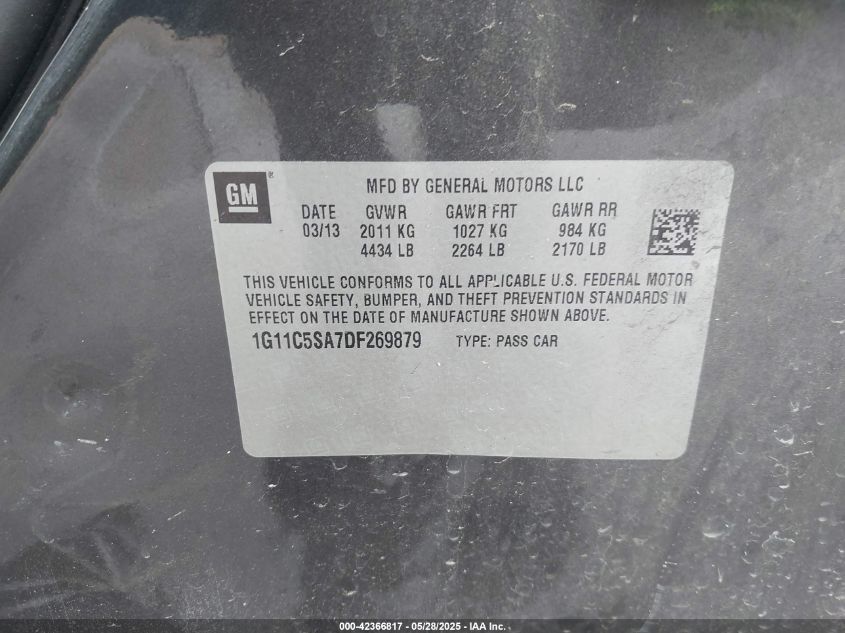 GM®
MFD BY GENERAL MOTORS LLC
DATE GVWR GAWR FRT GAWR RR
03/13 2011 KG 1027 KG 984 KG
4434 LB 2264 LB 2170 LB
THIS VEHICLE CONFORMS TO ALL APPLICABLE U.S. FEDERAL MOTOR
VEHICLE SAFETY, BUMPER, AND THEFT PREVENTION STANDARDS IN
EFFECT ON THE DATE OF MANUFACTURE SHOWN ABOVE.
1G11C5SA7DF269879 TYPE: PASS CAR
000-42366817 - 05/28/2025 - IAA Inc.